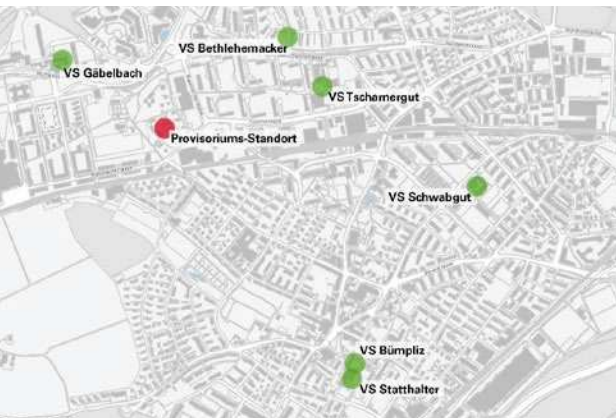 VS Bethlehemacker
VS Gäbelbach
VS Tscharnergut
Provisoriums-Standort
VS Schwabgut
VS Bümpliz
VS Statthalter